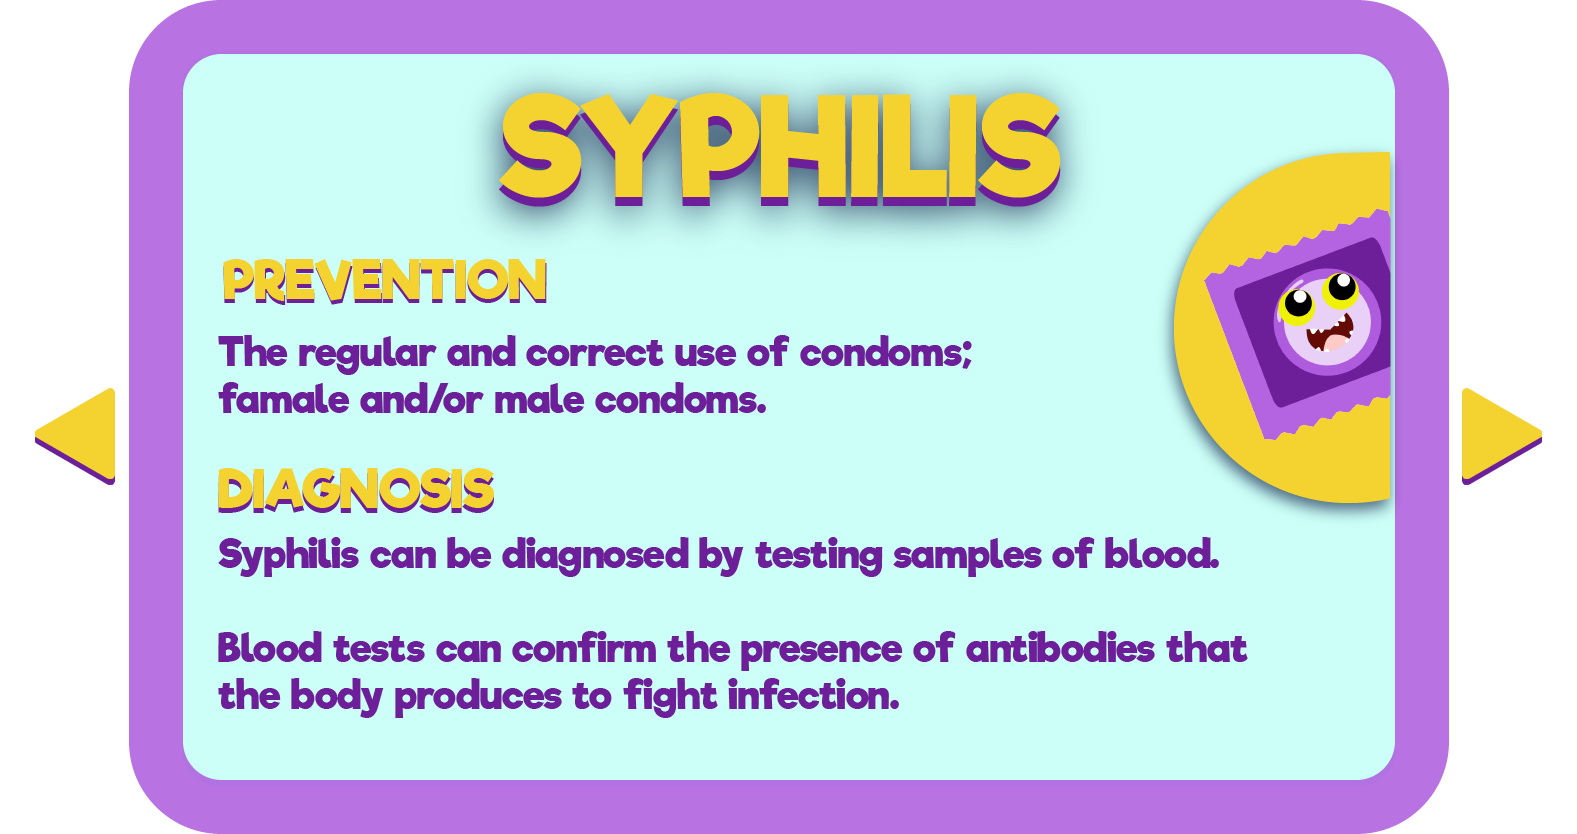 SYPHILIS
PREVENTION
The regular and correct use of condoms;
famale and/or male condoms.
DIAGNOSIS
Syphilis can be diagnosed by testing samples of blood.
Blood tests can confirm the presence of antibodies that
the body produces to fight infection.